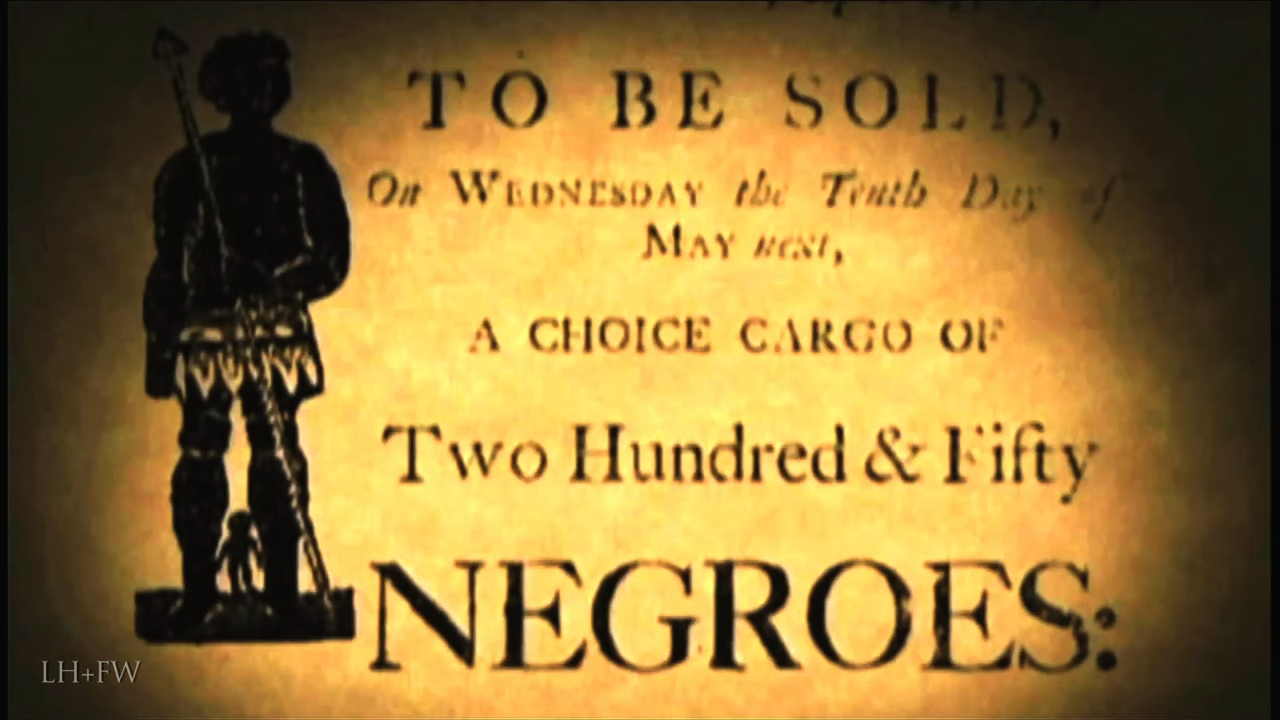 TO BE SOLD,
On WEDNESDAY the Tenth Day of
MAY next,
A CHOICE CARGO OF
Two Hundred & Fifty
NEGROES:
LH+FW